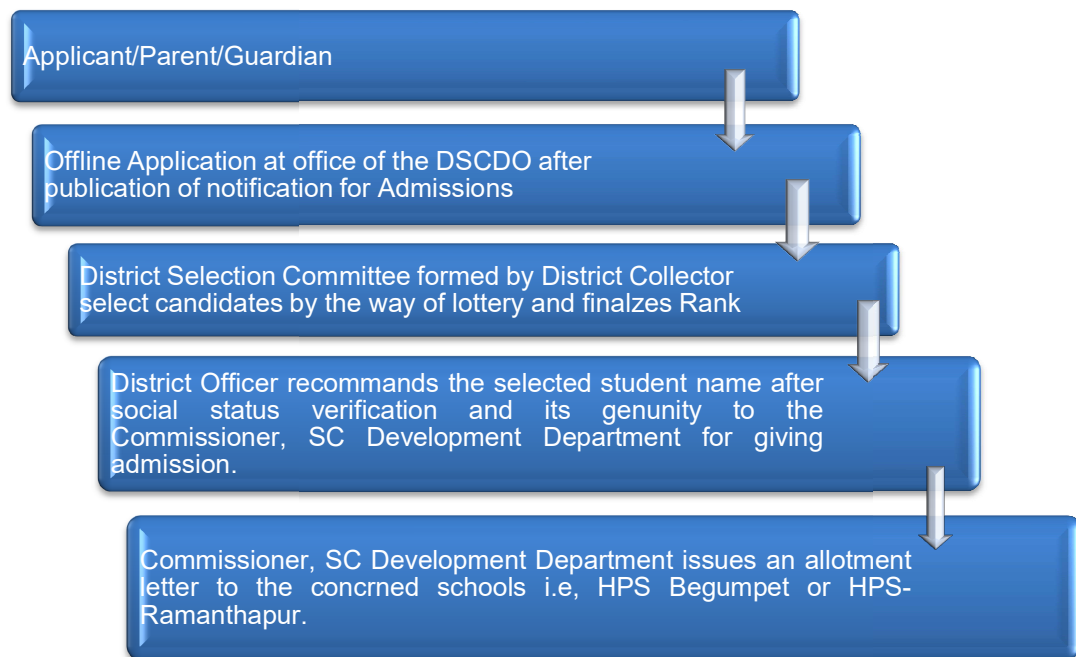 Applicant/Parent/Guardian
Offline Application at office of the DSCDO after
publication of notification for Admissions
District Selection Committee formed by District Collector
select candidates by the way of lottery and finalzes Rank
District Officer recommands the selected student name after
social status verification and its genunity to the
Commissioner, SC Development Department for giving
admission.
Commissioner, SC Development Department issues an allotment
letter to the concrned schools i.e, HPS Begumpet or HPS-
Ramanthapur.